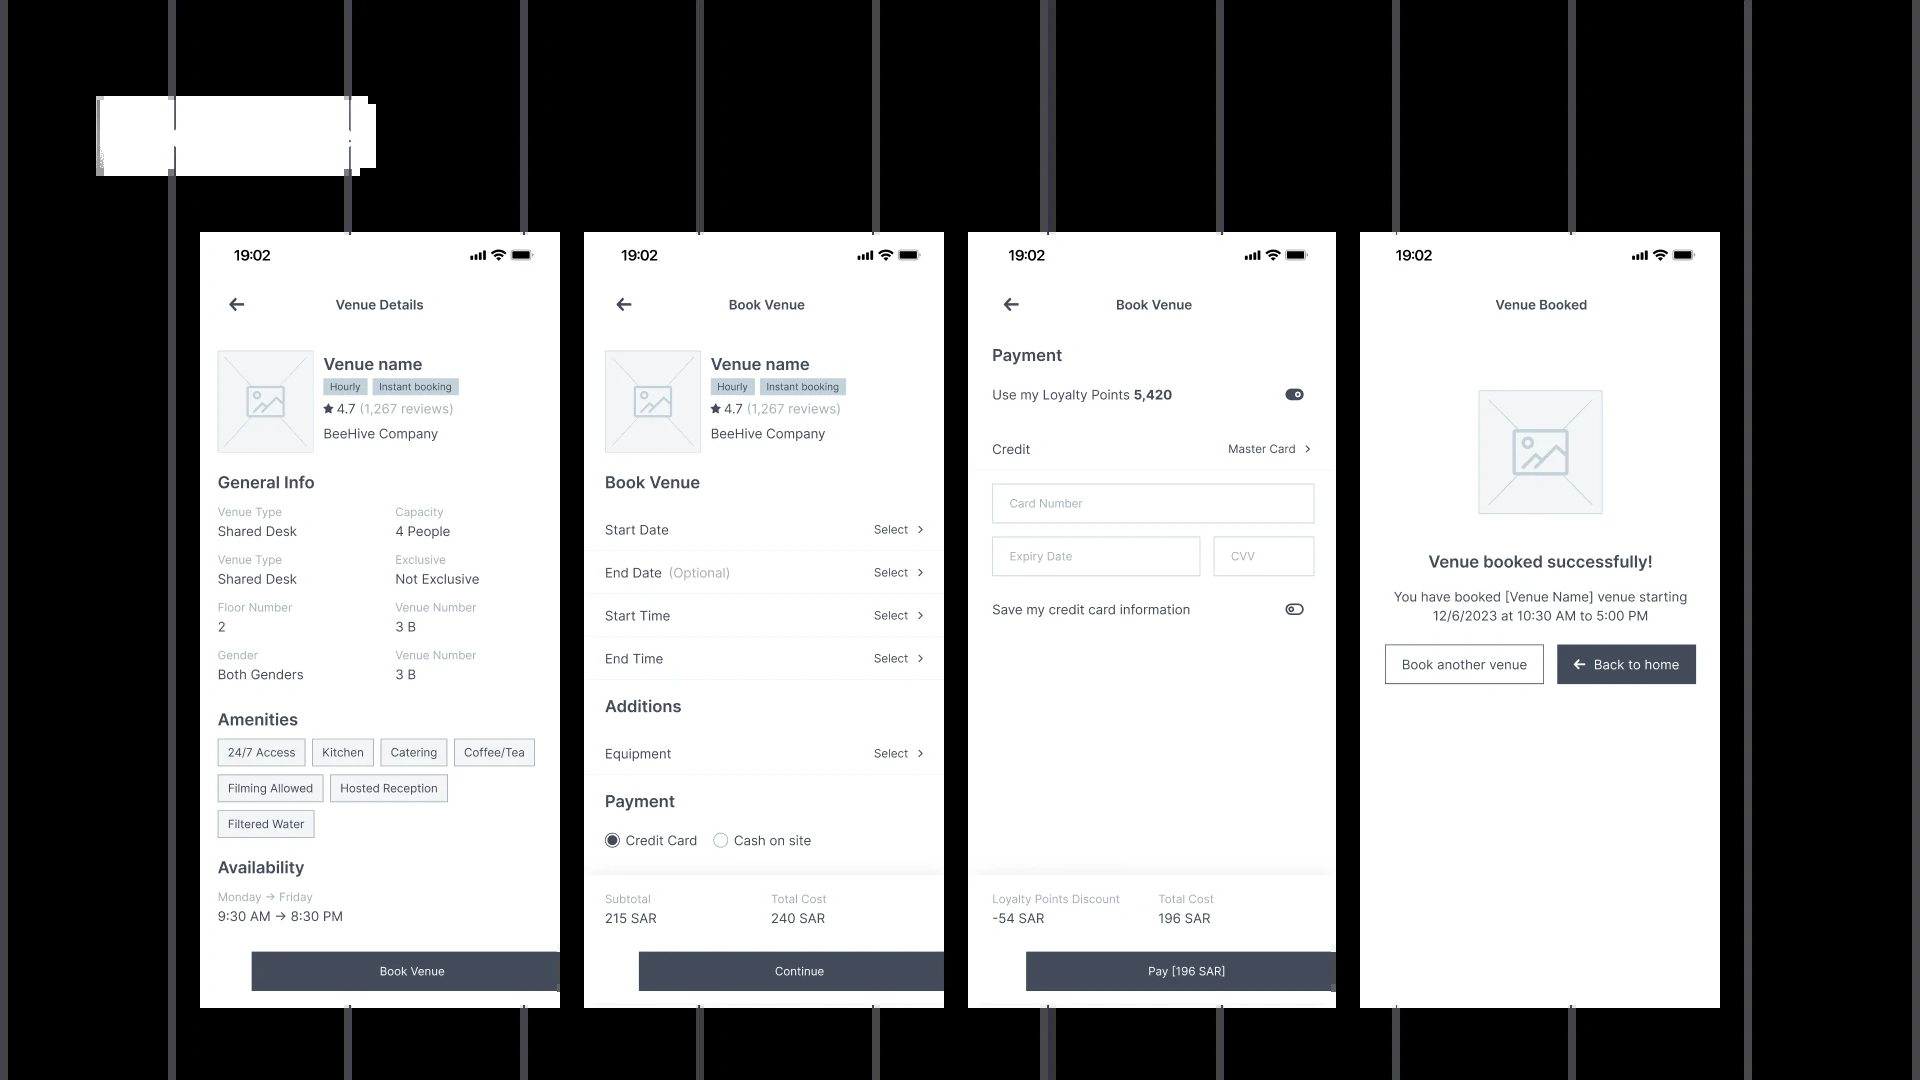 19:02
Venue Details
Venue name
Hourly Instant booking
4.7 (1,267 reviews)
BeeHive Company
General Info
Venue Type Capacity
Shared Desk 4 People
Venue Type Exclusive
Shared Desk Not Exclusive
Floor Number Venue Number
2 3 B
Gender Venue Number
Both Genders 3 B
Amenities
24/7 Access Kitchen Catering Coffee/Tea
Filming Allowed Hosted Reception
Filtered Water
Availability
Monday → Friday
9:30 AM → 8:30 PM
Book Venue
19:02
Book Venue
Venue name
Hourly Instant booking
4.7 (1,267 reviews)
BeeHive Company
Book Venue
Start Date Select
End Date (Optional) Select
Start Time Select
End Time Select
Additions
Equipment Select
Payment
Credit Card Cash on site
Subtotal Total Cost
215 SAR 240 SAR
Continue
19:02
Book Venue
Payment
Use my Loyalty Points 5,420
Credit Master Card
Card Number
Expiry Date CVV
Save my credit card information
Loyalty Points Discount Total Cost
-54 SAR 196 SAR
Pay [196 SAR]
19:02
Venue Booked
Venue booked successfully!
You have booked [Venue Name] venue starting
12/6/2023 at 10:30 AM to 5:00 PM
Book another venue Back to home